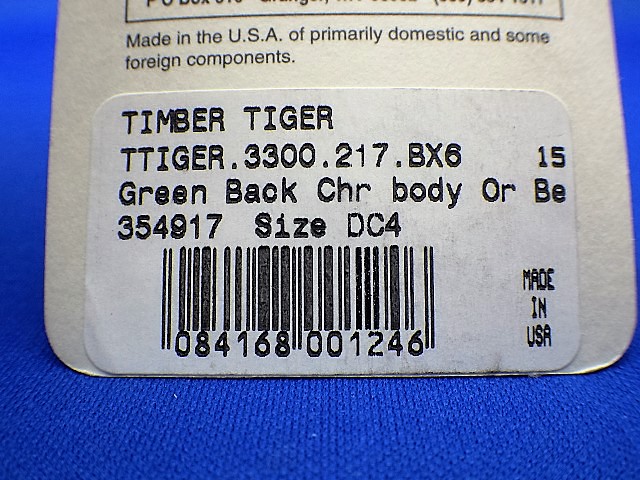 Made in the U.S.A. of primarily domestic and some
foreign components.
TIMBER TIGER
TTIGER.3300.217.BX6 15
Green Back Chr body Or Be
354917 Size DC4
084168 001246
MADE
IN
USA